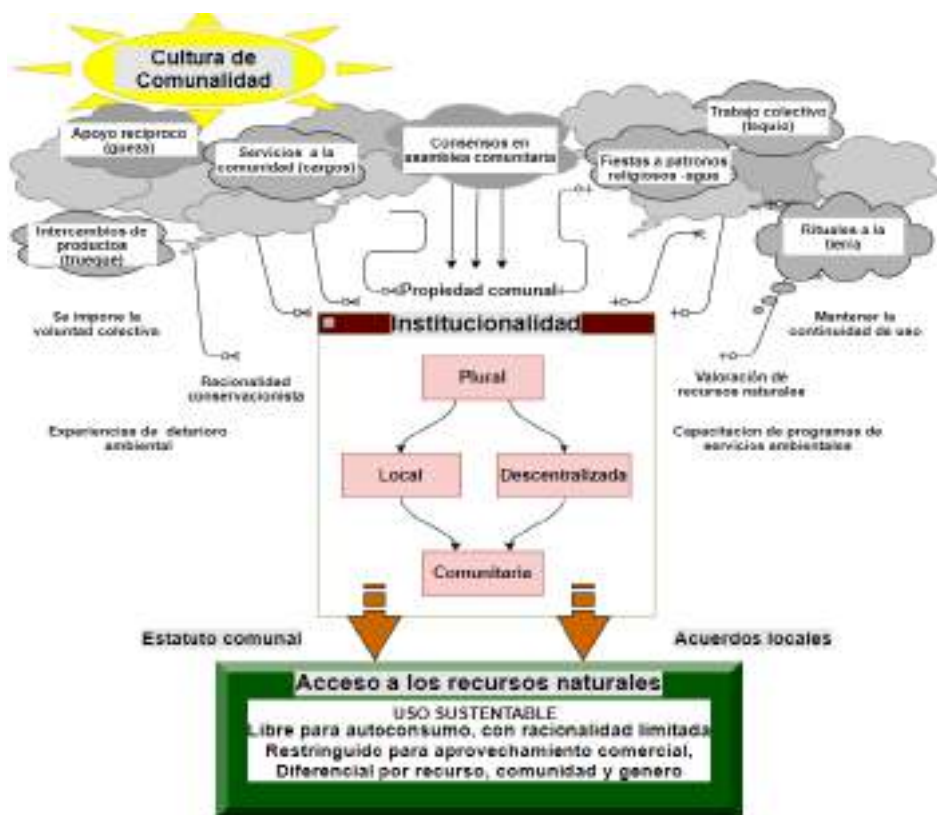 Cultura de
Comunalidad
Apoyo recíproco
(gueza)
Servicios a la
comunidad (cargos)
Intercambios de
productos
(trueque)
Consensos en
asamblea comunitaria
Trabajo colectivo
(tequio)
Fiestas a patronos
religiosos -agua
Rituales a la
tierra
Propiedad comunal
Se impone la
voluntad colectiva
Racionalidad
conservacionista
Experiencias de deterioro
ambiental
Mantener la
continuidad de uso
Valoración de
recursos naturales
Capacitacion de programas de
servicios ambientales
Institucionalidad
Plural
Local
Descentralizada
Comunitaria
Estatuto comunal
Acuerdos locales
Acceso a los recursos naturales
USO SUSTENTABLE
Libre para autoconsumo, con racionalidad limitada
Restringuido para aprovechamiento comercial,
Diferencial por recurso, comunidad y genero